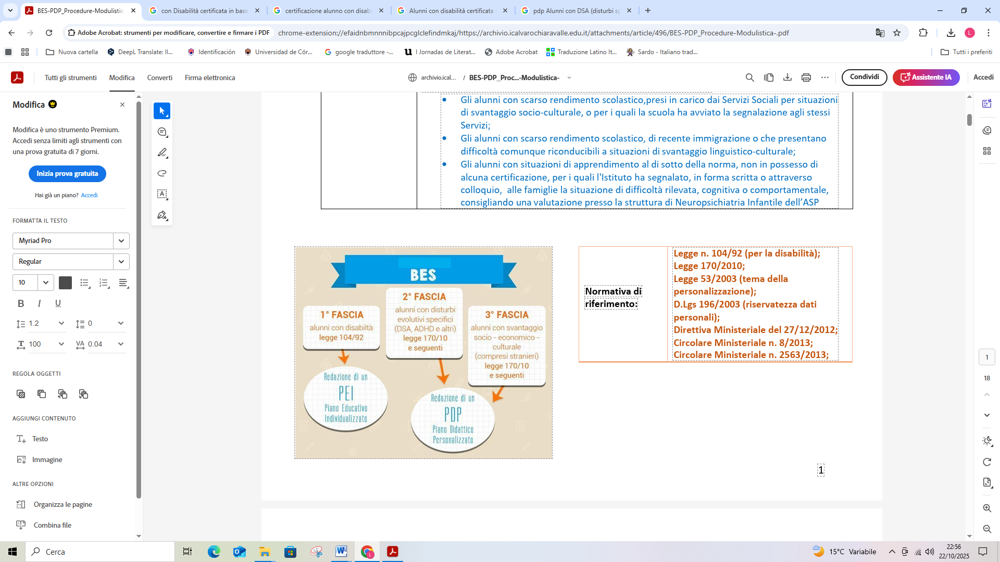 BES-PDP_Procedure-Modulistica
con Disabilità certificata in base
certificazione alunno con disabi
Alunni con disabilità certificata
pdp Alunni con DSA (disturbi sp
Adobe Acrobat: strumenti per modificare, convertire e firmare i PDF
chrome-extension://efaidnbmnnnibpcajpcglclefindmkaj/https://archivio.icalvarochiaravalle.edu.it/attachments/article/496/BES-PDP_Procedure-Modulistica-.pdf
L
Nuova cartella
DeepL Translate: Il...
Identificación
Universidad de Cór...
google traduttore -...
I Jornadas de Literat...
Adobe Acrobat
Traduzione Latino It...
Sardo - Italiano trad...
Tutti i preferiti
Tutti gli strumenti
Modifica
Converti
Firma elettronica
archivio.ical...
/ BES-PDP_Proc...-Modulistica-
Condividi
Assistente IA
Accedi
Modifica
Modifica è uno strumento Premium.
Accedi senza limiti agli strumenti con
una prova gratuita di 7 giorni.
Inizia prova gratuita
Hai già un piano? Accedi
FORMATTA IL TESTO
Myriad Pro
Regular
10
B I U
1.2
0
100
VA 0.04
REGOLA OGGETTI
AGGIUNGI CONTENUTO
Testo
Immagine
ALTRE OPZIONI
Organizza le pagine
Combina file
• Gli alunni con scarso rendimento scolastico,presi in carico dai Servizi Sociali per situazioni
di svantaggio socio-culturale, o per i quali la scuola ha avviato la segnalazione agli stessi
Servizi;
• Gli alunni con scarso rendimento scolastico, di recente immigrazione o che presentano
difficoltà comunque riconducibili a situazioni di svantaggio linguistico-culturale;
• Gli alunni con situazioni di apprendimento al di sotto della norma, non in possesso di
alcuna certificazione, per i quali l'Istituto ha segnalato, in forma scritta o attraverso
colloquio, alle famiglie la situazione di difficoltà rilevata, cognitiva o comportamentale,
consigliando una valutazione presso la struttura di Neuropsichiatria Infantile dell’ASP
BES
1° FASCIA
alunni con disabiltà
legge 104/92
2° FASCIA
alunni con disturbi
evolutivi specifici
(DSA, ADHD e altri)
legge 170/10
e seguenti
3° FASCIA
alunni con svantaggio
socio - economico -
culturale
(compresi stranieri)
legge 170/10
e seguenti
Redazione di un
PEI
Piano Educativo
Individualizzato
Redazione di un
PDP
Piano Didattico
Personalizzato
Normativa di
riferimento:
Legge n. 104/92 (per la disabilità);
Legge 170/2010;
Legge 53/2003 (tema della
personalizzazione);
D.Lgs 196/2003 (riservatezza dati
personali);
Direttiva Ministeriale del 27/12/2012;
Circolare Ministeriale n. 8/2013;
Circolare Ministeriale n. 2563/2013;
1
1
18
Cerca
15°C Variabile
22:56
22/10/2025